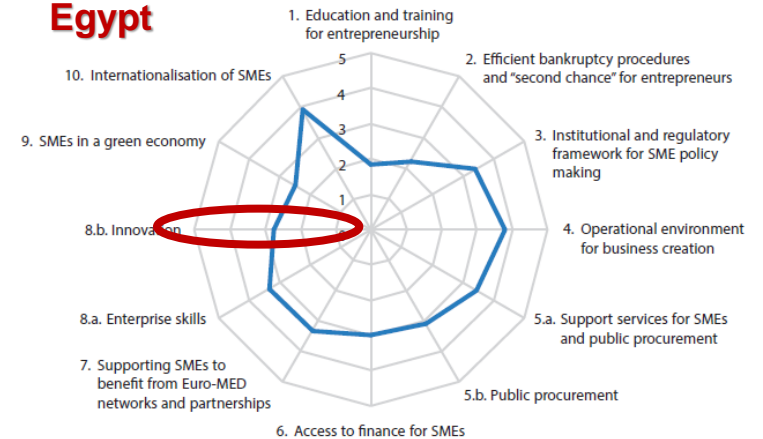 Egypt
1. Education and training
for entrepreneurship
2. Efficient bankruptcy procedures
and “second chance” for entrepreneurs
10. Internationalisation of SMEs
3. Institutional and regulatory
framework for SME policy
making
9. SMEs in a green economy
8.b. Innovation
4. Operational environment
for business creation
8.a. Enterprise skills
5.a. Support services for SMEs
and public procurement
7. Supporting SMEs to
benefit from Euro-MED
networks and partnerships
5.b. Public procurement
6. Access to finance for SMEs
5
4
3
2
1
0